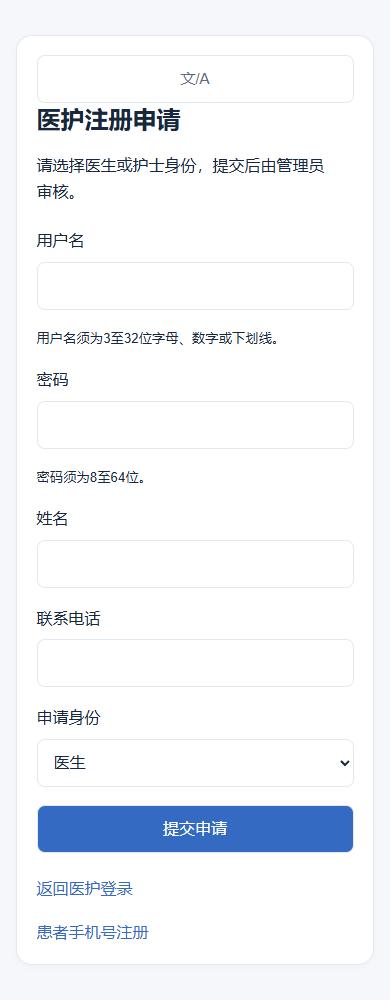 文/A
医护注册申请
请选择医生或护士身份，提交后由管理员
审核。
用户名
用户名须为3至32位字母、数字或下划线。
密码
密码须为8至64位。
姓名
联系电话
申请身份
医生
提交申请
返回医护登录
患者手机号注册